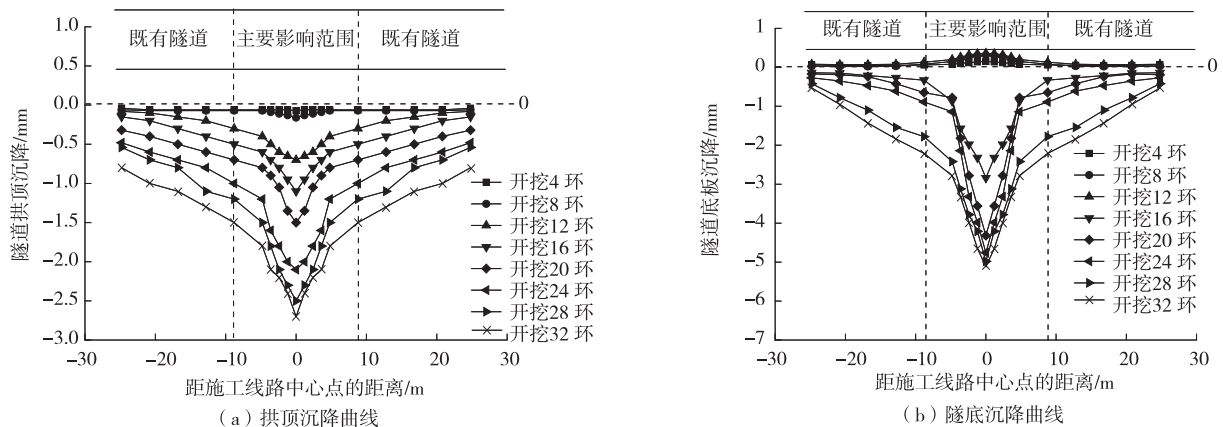 1.0
0.5
0.0
−0.5
−1.0
−1.5
−2.0
−2.5
−3.0
隧道拱顶沉降/mm
既有隧道 主要影响范围 既有隧道
0
开挖4 环
开挖8 环
开挖12 环
开挖16 环
开挖20 环
开挖24 环
开挖28 环
开挖32 环
−30 −20 −10 0 10 20 30
距施工线路中心点的距离/m
（a）拱顶沉降曲线
1
0
−1
−2
−3
−4
−5
−6
−7
隧道底板沉降/mm
既有隧道 主要影响范围 既有隧道
0
开挖4 环
开挖8 环
开挖12 环
开挖16 环
开挖20 环
开挖24 环
开挖28 环
开挖32 环
−30 −20 −10 0 10 20 30
距施工线路中心点的距离/m
（b）隧底沉降曲线